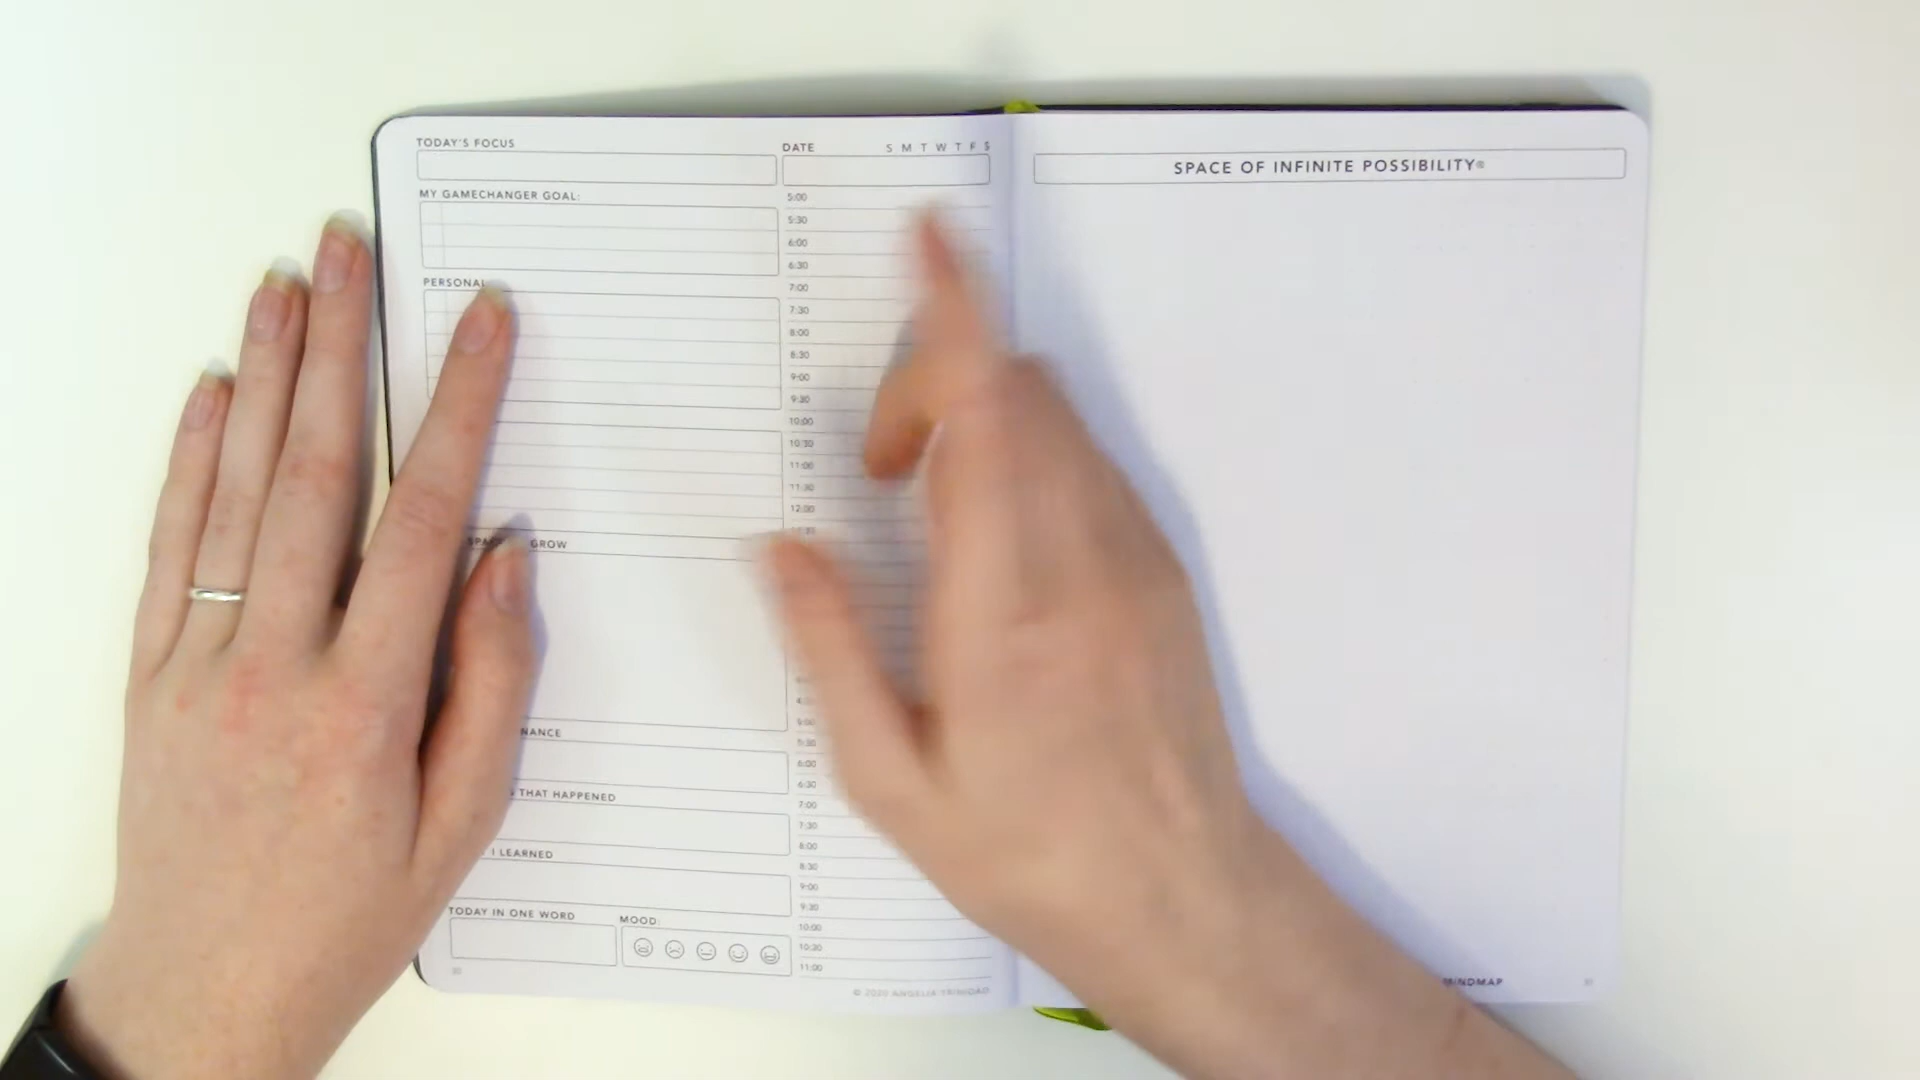 TODAY'S FOCUS
DATE
S M T W T F S
MY GAMECHANGER GOAL:
PERSONAL
SPACE
GROW
NANCE
THAT HAPPENED
I LEARNED
TODAY IN ONE WORD
MOOD:
5:00
5:30
6:00
6:30
7:00
7:30
8:00
8:30
9:00
9:30
10:00
10:30
11:00
11:30
12:00
5:00
5:30
6:00
6:30
7:00
7:30
8:00
8:30
9:00
9:30
10:00
10:30
11:00
© 2020 ANGELIA TRINIDAD
SPACE OF INFINITE POSSIBILITY®
MINDMAP